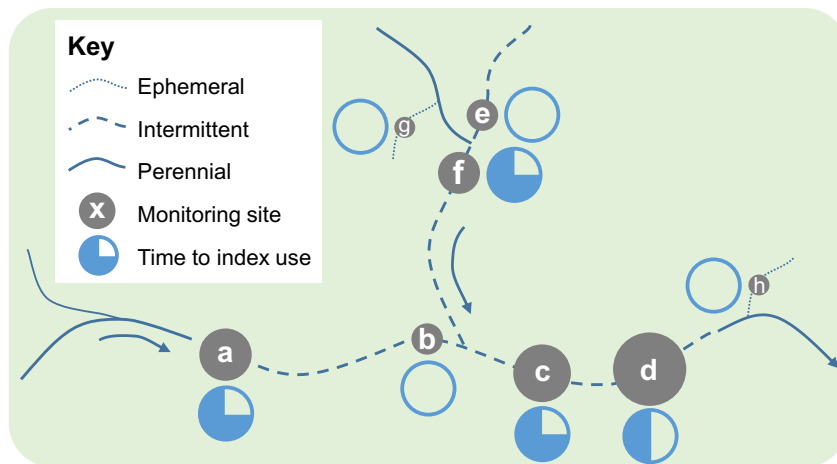 Key
Ephemeral
Intermittent
Perennial
x
Monitoring site
Time to index use
e
g
f
h
a
b
c
d